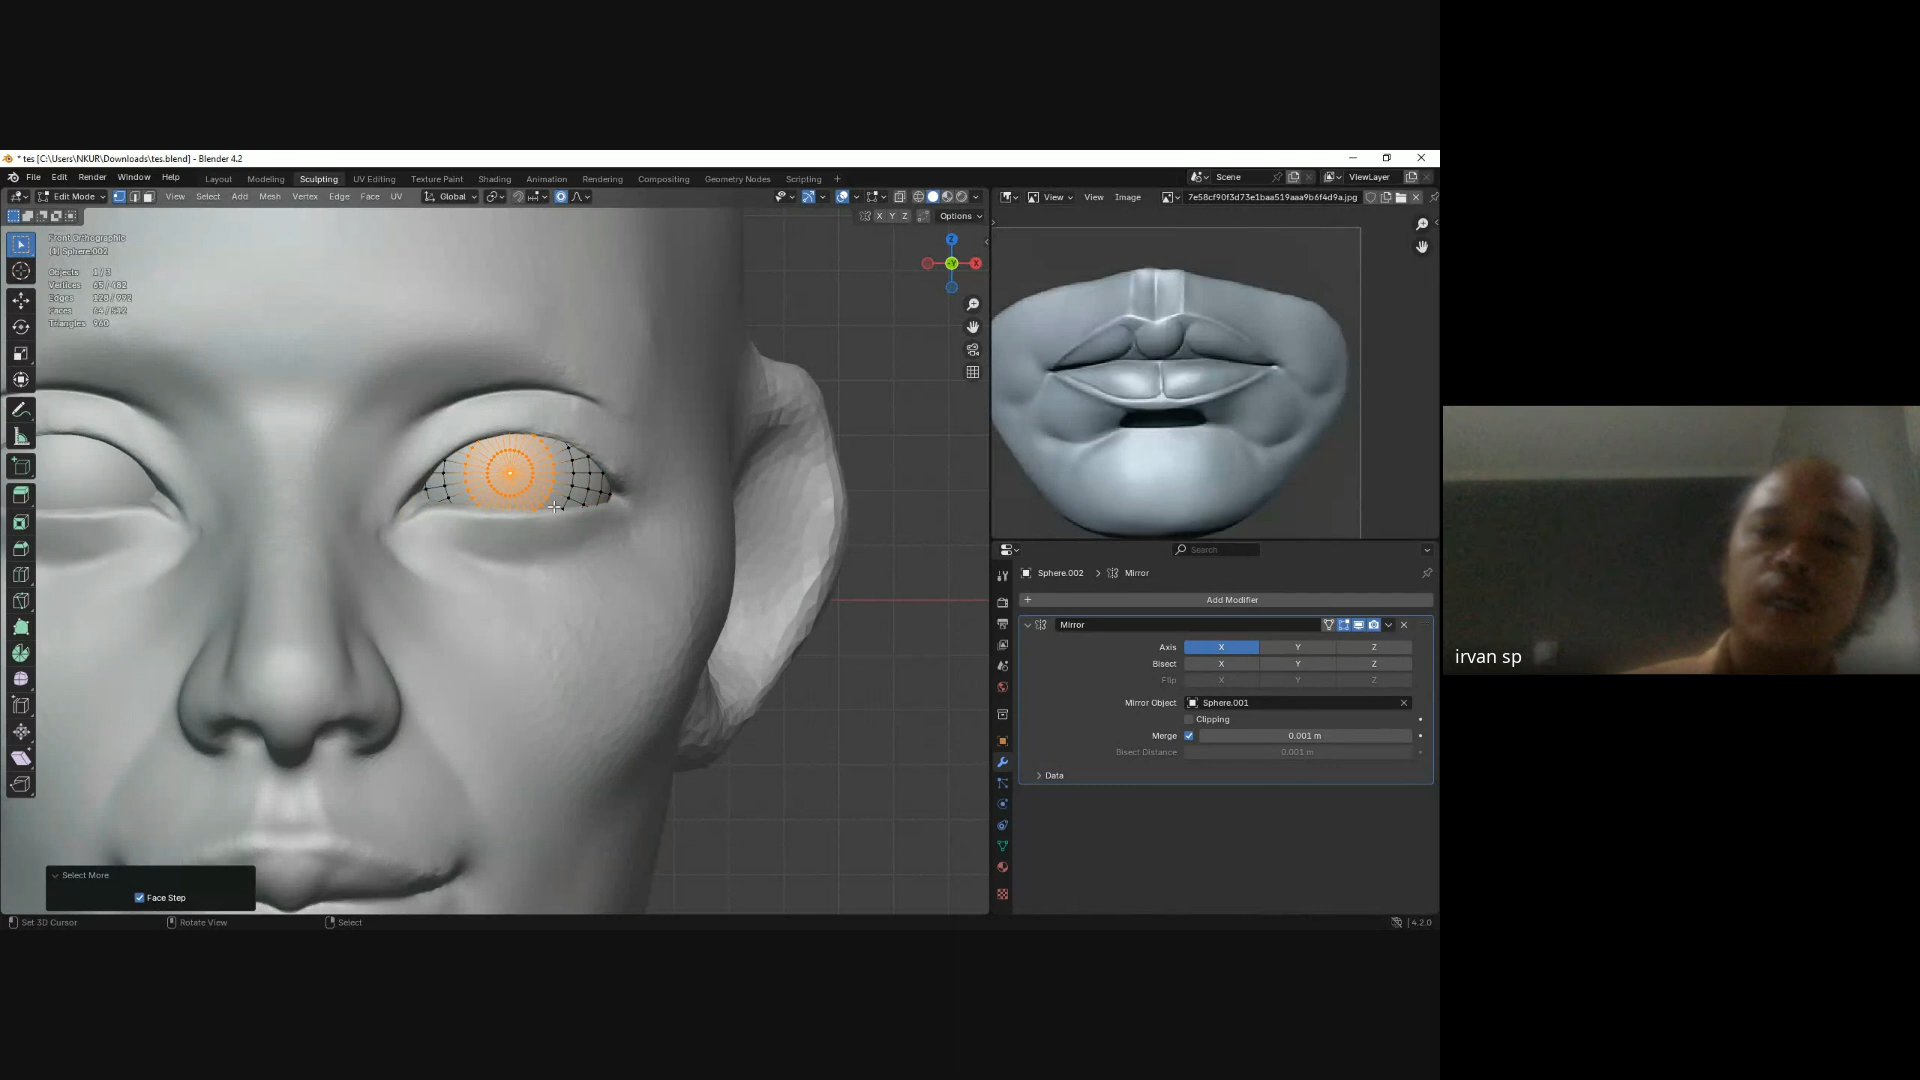 * tes [C:\Users\NKUR\Downloads\tes.blend] - Blender 4.2
File Edit Render Window Help
Layout Modeling Sculpting UV Editing Texture Paint Shading Animation Rendering Compositing Geometry Nodes Scripting +
Scene
ViewLayer
Edit Mode View Select Add Mesh Vertex Edge Face UV
Global
View View Image
7e58cf90f3d73e1baa519aaa9b6f4d9a.jpg
X Y Z Options
Front Orthographic
(1) Sphere.002
Objects 1 / 3
Vertices 65 / 482
Edges 128 / 992
Faces 64 / 512
Triangles 960
Z
-Y
X
Search
Sphere.002 > Mirror
+ Add Modifier
Mirror
Axis X Y Z
Bisect X Y Z
Flip X Y Z
Mirror Object Sphere.001
Clipping
Merge 0.001 m
Bisect Distance 0.001 m
Data
irvan sp
Select More
Face Step
Set 3D Cursor Rotate View Select
4.2.0